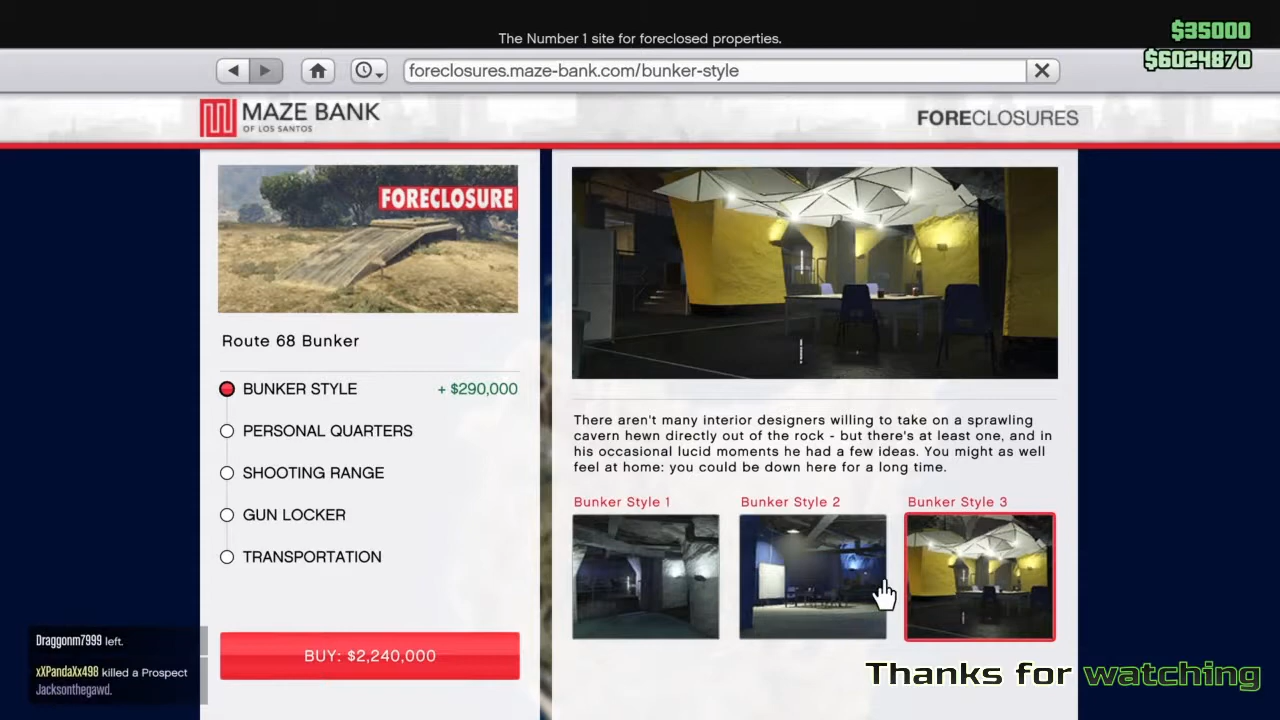 The Number 1 site for foreclosed properties.
$35000
$6024870
foreclosures.maze-bank.com/bunker-style
MAZE BANK
OF LOS SANTOS
FORECLOSURES
FORECLOSURE
Route 68 Bunker
BUNKER STYLE + $290,000
PERSONAL QUARTERS
SHOOTING RANGE
GUN LOCKER
TRANSPORTATION
BUY: $2,240,000
There aren't many interior designers willing to take on a sprawling
cavern hewn directly out of the rock - but there's at least one, and in
his occasional lucid moments he had a few ideas. You might as well
feel at home: you could be down here for a long time.
Bunker Style 1 Bunker Style 2 Bunker Style 3
Draggonm7999 left.
xXPandaXx498 killed a Prospect
Jacksonthegawd.
Thanks for watching